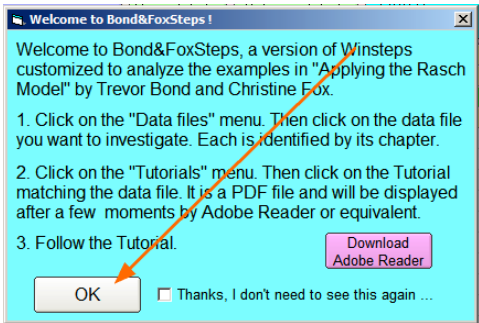 Welcome to Bond&FoxSteps !
Welcome to Bond&FoxSteps, a version of Winsteps
customized to analyze the examples in "Applying the Rasch
Model" by Trevor Bond and Christine Fox.
1. Click on the "Data files" menu. Then click on the data file
you want to investigate. Each is identified by its chapter.
2. Click on the "Tutorials" menu. Then click on the Tutorial
matching the data file. It is a PDF file and will be displayed
after a few moments by Adobe Reader or equivalent.
3. Follow the Tutorial.
Download
Adobe Reader
OK
Thanks, I don't need to see this again ...